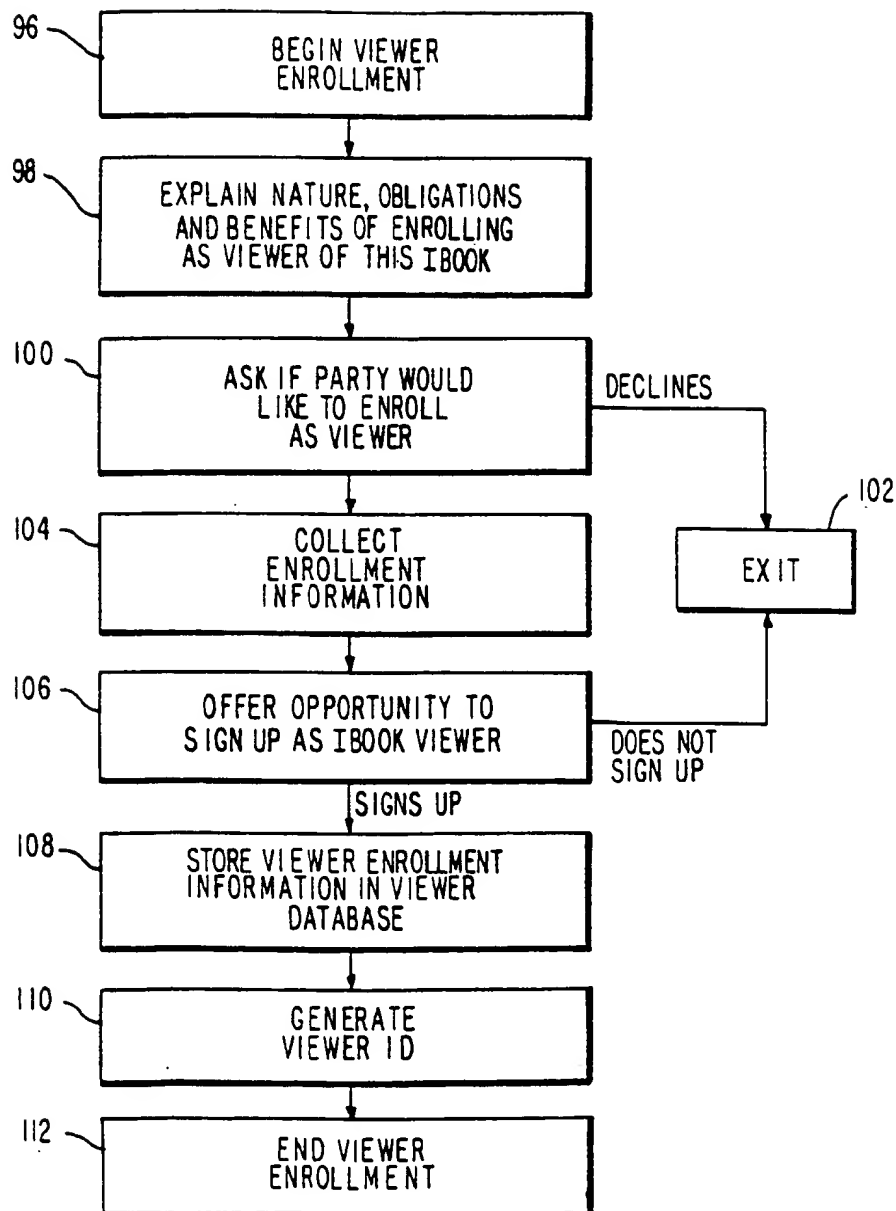 96
BEGIN VIEWER
ENROLLMENT
98
EXPLAIN NATURE, OBLIGATIONS
AND BENEFITS OF ENROLLING
AS VIEWER OF THIS IBOOK
100
ASK IF PARTY WOULD
LIKE TO ENROLL
AS VIEWER
DECLINES
102
EXIT
104
COLLECT
ENROLLMENT
INFORMATION
106
OFFER OPPORTUNITY TO
SIGN UP AS IBOOK VIEWER
DOES NOT
SIGN UP
SIGNS UP
108
STORE VIEWER ENROLLMENT
INFORMATION IN VIEWER
DATABASE
110
GENERATE
VIEWER ID
112
END VIEWER
ENROLLMENT